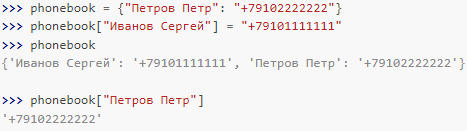 >>> phonebook = {"Петров Петр": "+79102222222"}
>>> phonebook["Иванов Сергей"] = "+79101111111"
>>> phonebook
{'Иванов Сергей': '+79101111111', 'Петров Петр': '+79102222222'}
>>> phonebook["Петров Петр"]
'+79102222222'